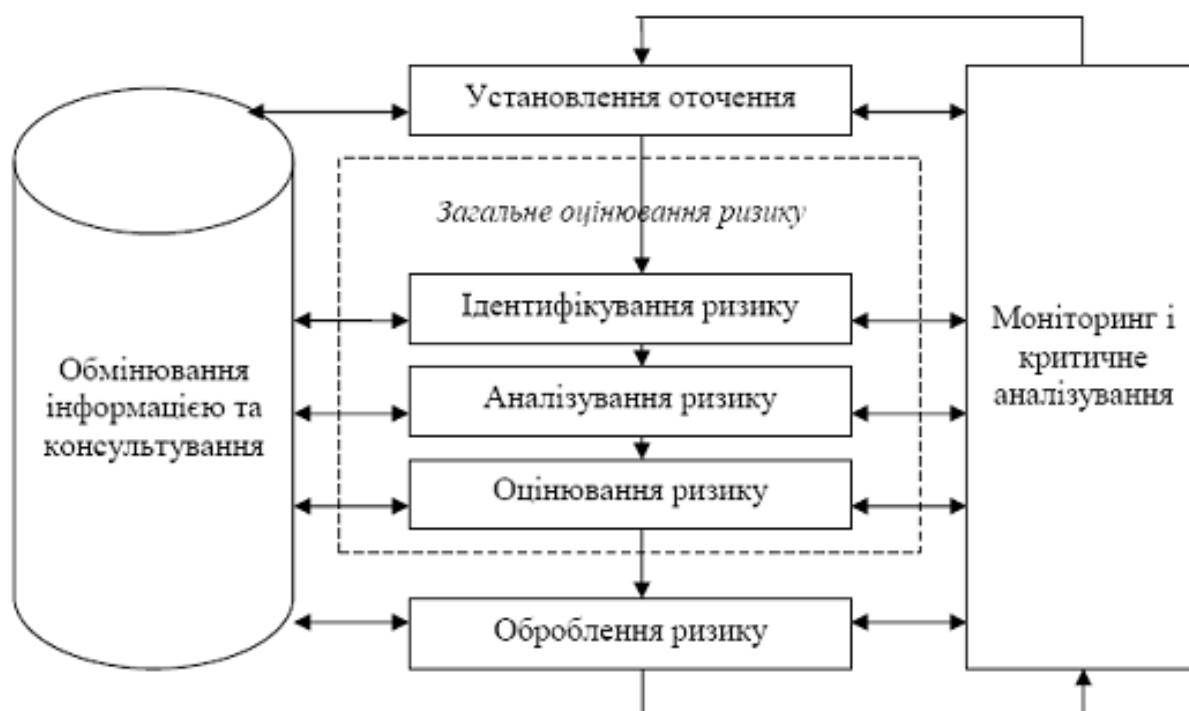 Установлення оточення
Загальне оцінювання ризику
Ідентифікування ризику
Аналізування ризику
Оцінювання ризику
Оброблення ризику
Обмінювання
інформацією та
консультування
Моніторинг і
критичне
аналізування